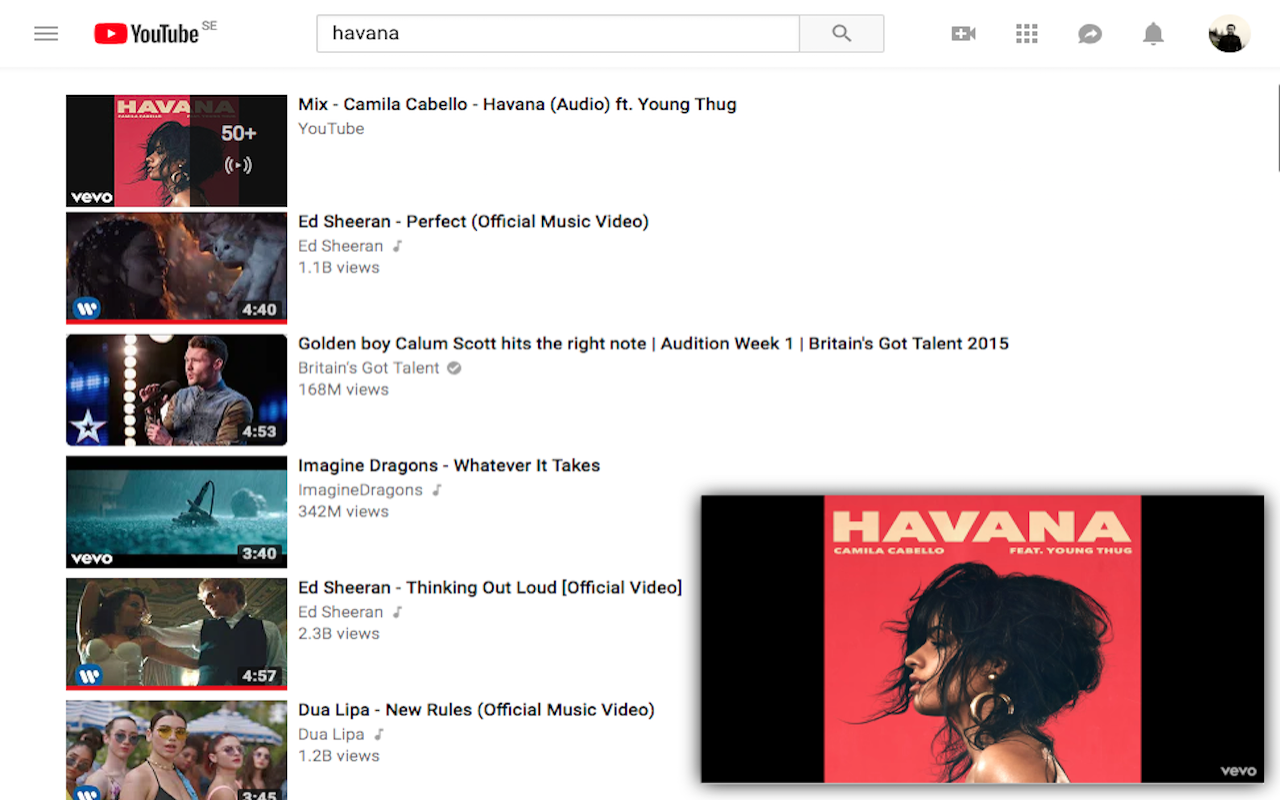 YouTube SE
havana
HAVANA
CAMILA CABELLO
50+
vevo
Mix - Camila Cabello - Havana (Audio) ft. Young Thug
YouTube
4:40
Ed Sheeran - Perfect (Official Music Video)
Ed Sheeran
1.1B views
4:53
Golden boy Calum Scott hits the right note | Audition Week 1 | Britain's Got Talent 2015
Britain's Got Talent
168M views
vevo
3:40
Imagine Dragons - Whatever It Takes
ImagineDragons
342M views
4:57
Ed Sheeran - Thinking Out Loud [Official Video]
Ed Sheeran
2.3B views
3:45
Dua Lipa - New Rules (Official Music Video)
Dua Lipa
1.2B views
HAVANA
CAMILA CABELLO FEAT. YOUNG THUG
vevo